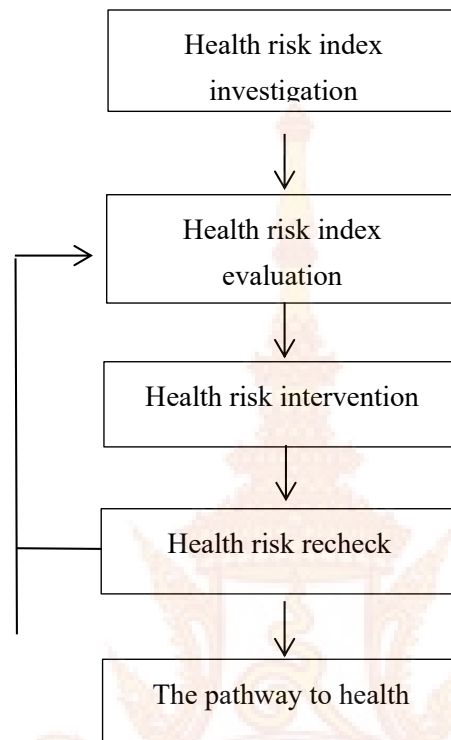 Health risk index
investigation
Health risk index
evaluation
Health risk intervention
Health risk recheck
The pathway to health